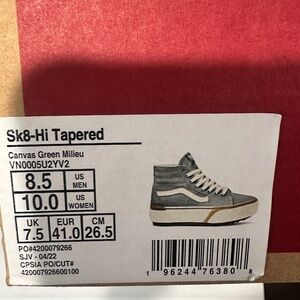 Sk8-Hi Tapered
Canvas Green Milieu
VN0005U2YV2
8.5 US MEN
10.0 US WOMEN
UK EUR CM
7.5 41.0 26.5
PO#4200079266
SJV - 04/22
CPSIA PO/CUT#
420007926600100
1 96244 76380 8